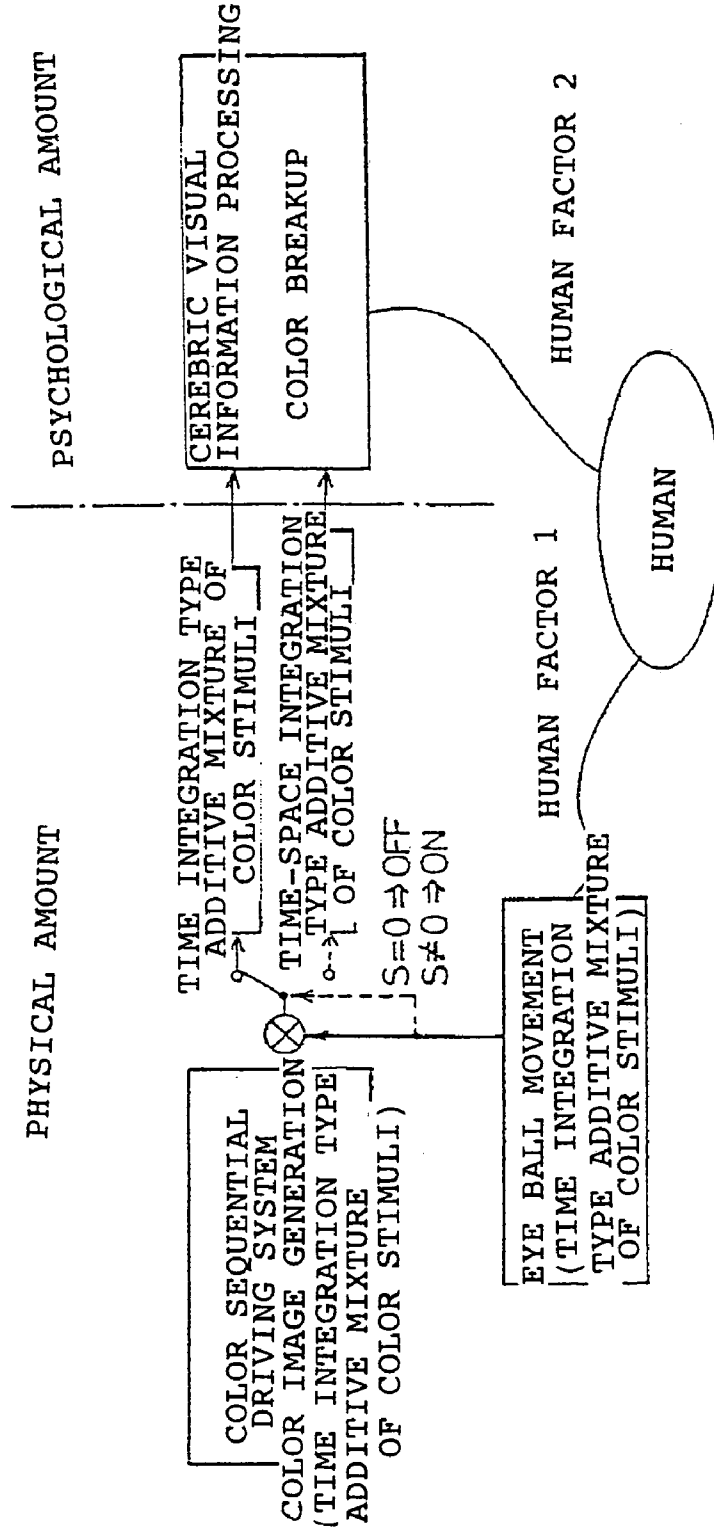 PHYSICAL AMOUNT
PSYCHOLOGICAL AMOUNT
COLOR SEQUENTIAL
DRIVING SYSTEM
COLOR IMAGE GENERATION
(TIME INTEGRATION TYPE
ADDITIVE MIXTURE
OF COLOR STIMULI)
TIME INTEGRATION TYPE
ADDITIVE MIXTURE OF
COLOR STIMULI
TIME-SPACE INTEGRATION
TYPE ADDITIVE MIXTURE
OF COLOR STIMULI
S=0⇒OFF
S≠0⇒ON
CEREBRIC VISUAL
INFORMATION PROCESSING
COLOR BREAKUP
EYE BALL MOVEMENT
(TIME INTEGRATION
TYPE ADDITIVE MIXTURE
OF COLOR STIMULI)
HUMAN FACTOR 1
HUMAN FACTOR 2
HUMAN